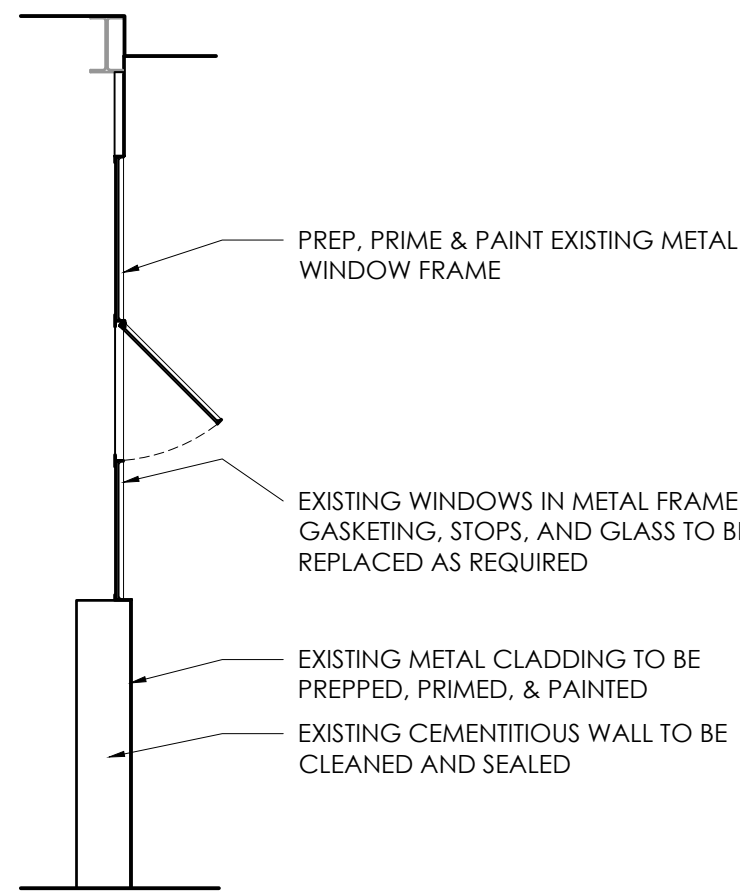 PREP, PRIME & PAINT EXISTING METAL
WINDOW FRAME
EXISTING WINDOWS IN METAL FRAME
GASKETING, STOPS, AND GLASS TO
REPLACED AS REQUIRED
EXISTING METAL CLADDING TO BE
PREPPED, PRIMED, & PAINTED
EXISTING CEMENTITIOUS WALL TO BE
CLEANED AND SEALED